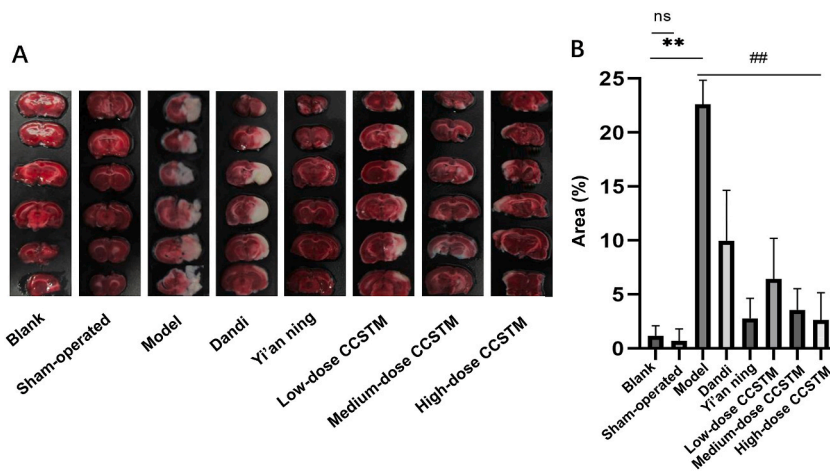 A
Blank
Sham-operated
Model
Dandi
Yi'an ning
Low-dose CCSTM
Medium-dose CCSTM
High-dose CCSTM
B
ns
**
##
Area (%)
25
20
15
10
5
0
Blank
Sham-operated
Model
Dandi
Yi'an ning
Low-dose CCSTM
Medium-dose CCSTM
High-dose CCSTM